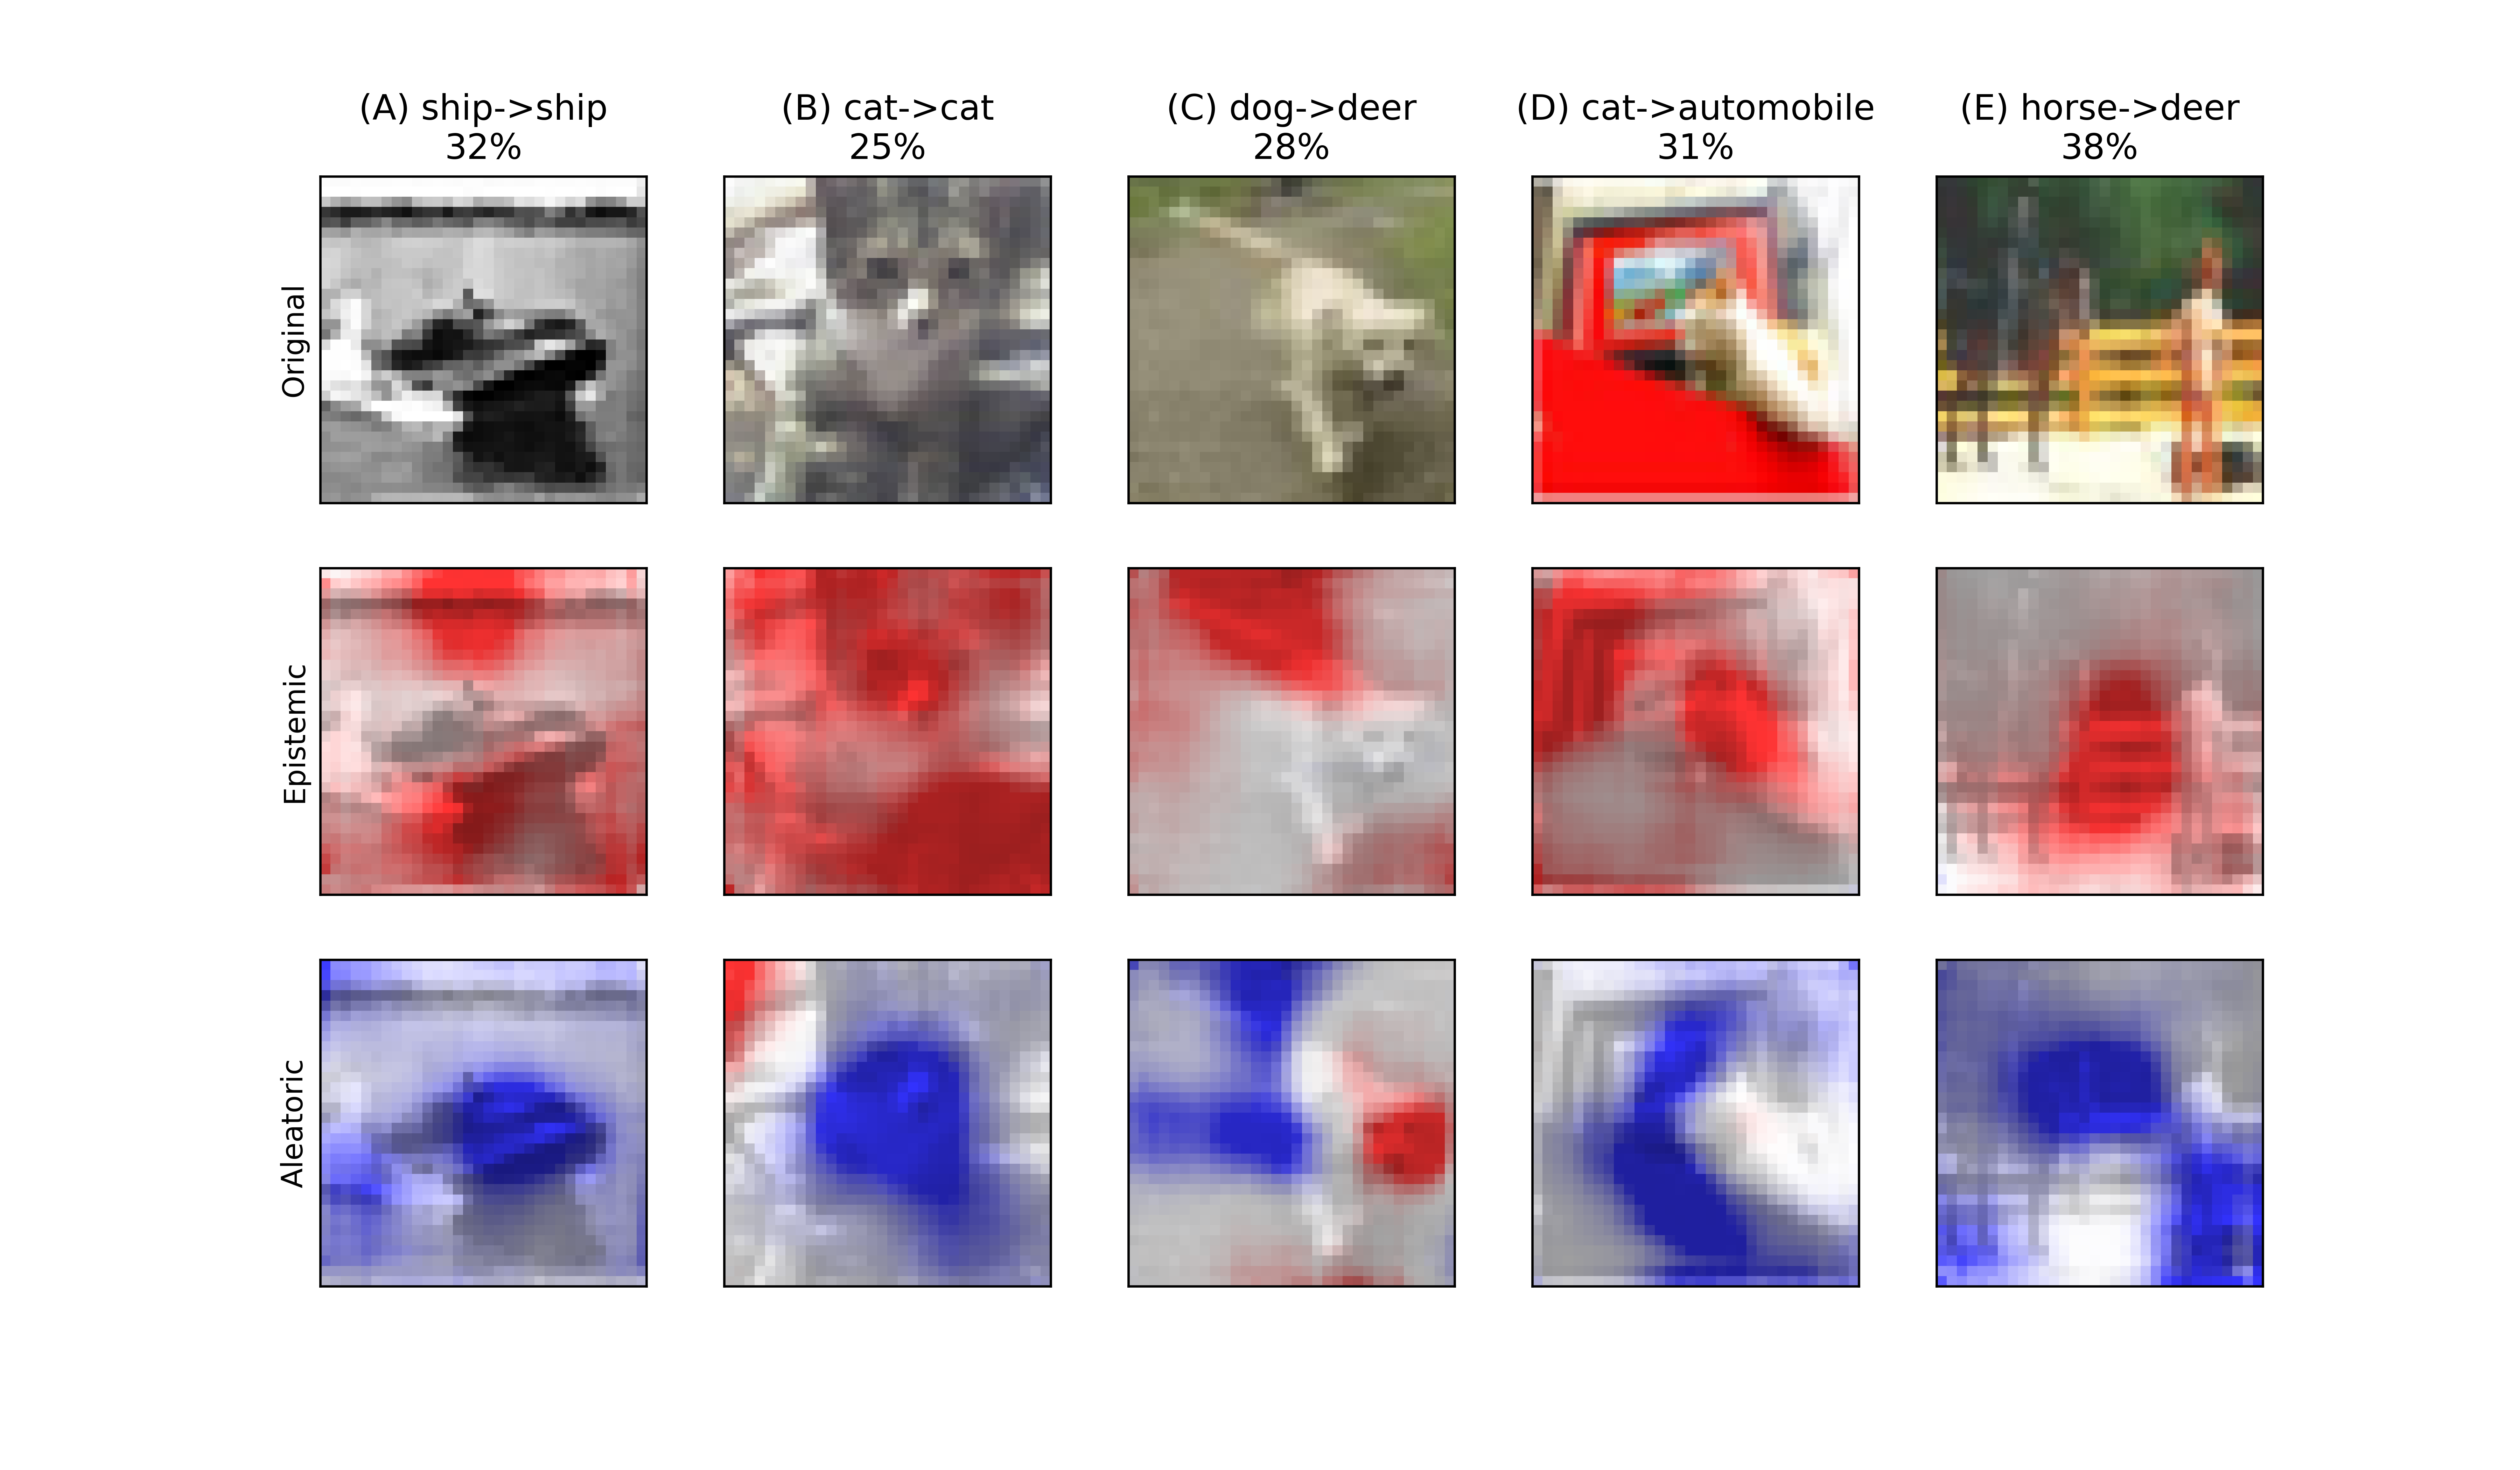 (A) ship->ship
32%
(B) cat->cat
25%
(C) dog->deer
28%
(D) cat->automobile
31%
(E) horse->deer
38%
Original
Epistemic
Aleatoric